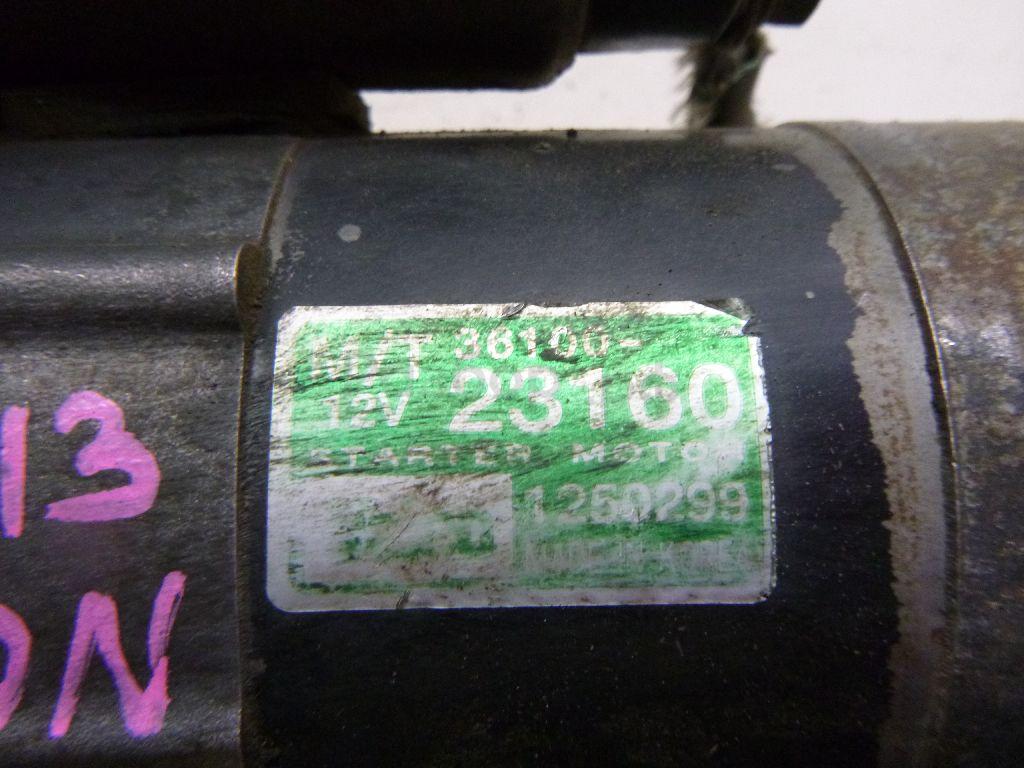 M/T 36100-
12V 23160
STARTER MOTOR
1250299
13
ON